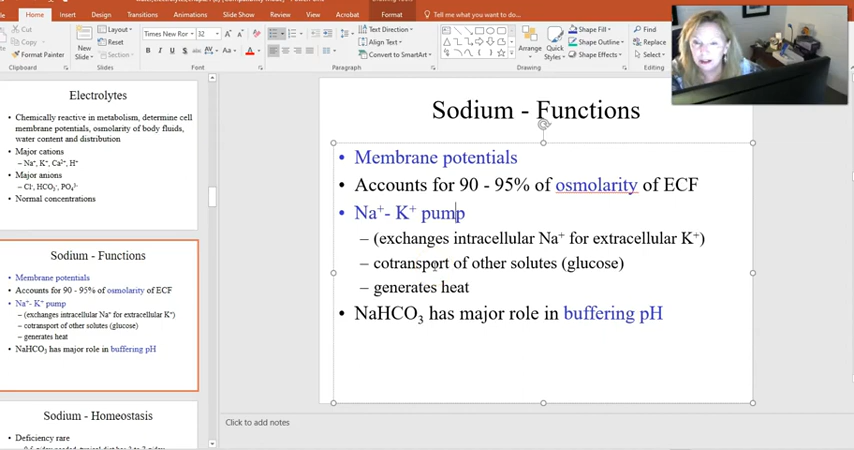 Home Insert Design Transitions Animations Slide Show Review View Acrobat Format Tell me what you want to do...
Cut
Copy
Format Painter
Clipboard
New
Slide
Layout
Reset
Section
Slides
Times New Ror 32
Font
Text Direction
Align Text
Convert to SmartArt
Paragraph
Arrange
Quick
Styles
Shape Fill
Shape Outline
Shape Effects
Drawing
Find
Replace
Select
Editing
Electrolytes
• Chemically reactive in metabolism, determine cell
membrane potentials, osmolarity of body fluids,
water content and distribution
• Major cations
– Na⁺, K⁺, Ca²⁺, H⁺
• Major anions
– Cl⁻, HCO₃⁻, PO₄³⁻
• Normal concentrations
Sodium - Functions
• Membrane potentials
• Accounts for 90 - 95% of osmolarity of ECF
• Na⁺- K⁺ pump
– (exchanges intracellular Na⁺ for extracellular K⁺)
– cotransport of other solutes (glucose)
– generates heat
• NaHCO₃ has major role in buffering pH
Sodium - Homeostasis
• Deficiency rare
Sodium - Functions
• Membrane potentials
• Accounts for 90 - 95% of osmolarity of ECF
• Na⁺- K⁺ pump
– (exchanges intracellular Na⁺ for extracellular K⁺)
– cotransport of other solutes (glucose)
– generates heat
• NaHCO₃ has major role in buffering pH
Click to add notes